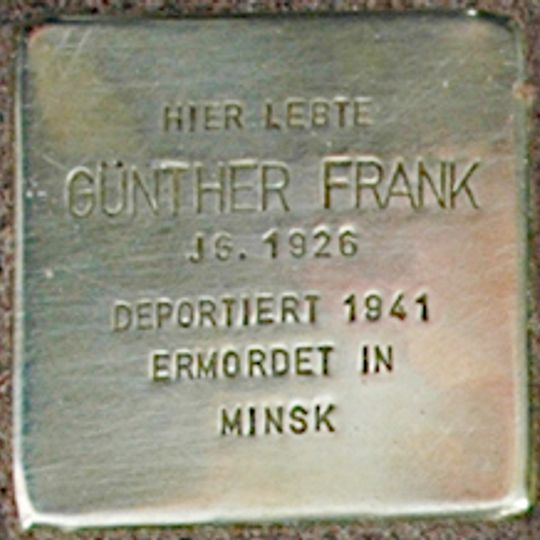 HIER LEBTE
GÜNTHER FRANK
JG. 1926
DEPORTIERT 1941
ERMORDET IN
MINSK